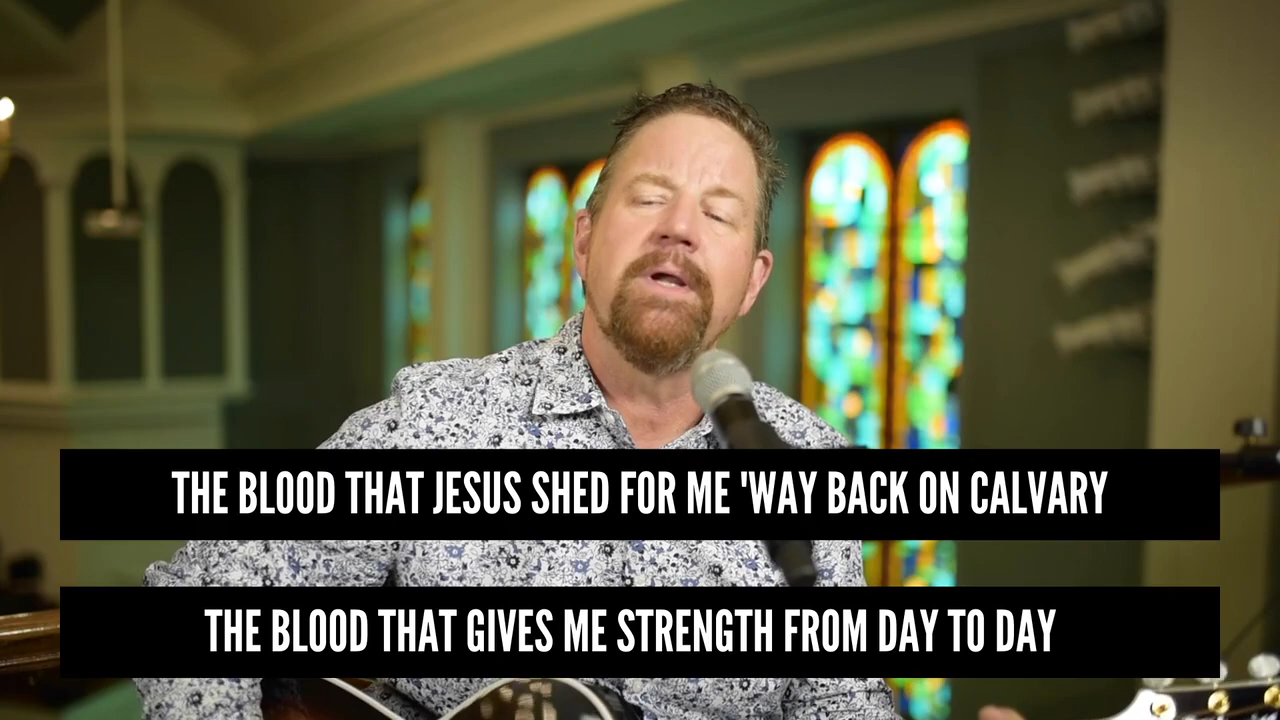 THE BLOOD THAT JESUS SHED FOR ME 'WAY BACK ON CALVARY
THE BLOOD THAT GIVES ME STRENGTH FROM DAY TO DAY